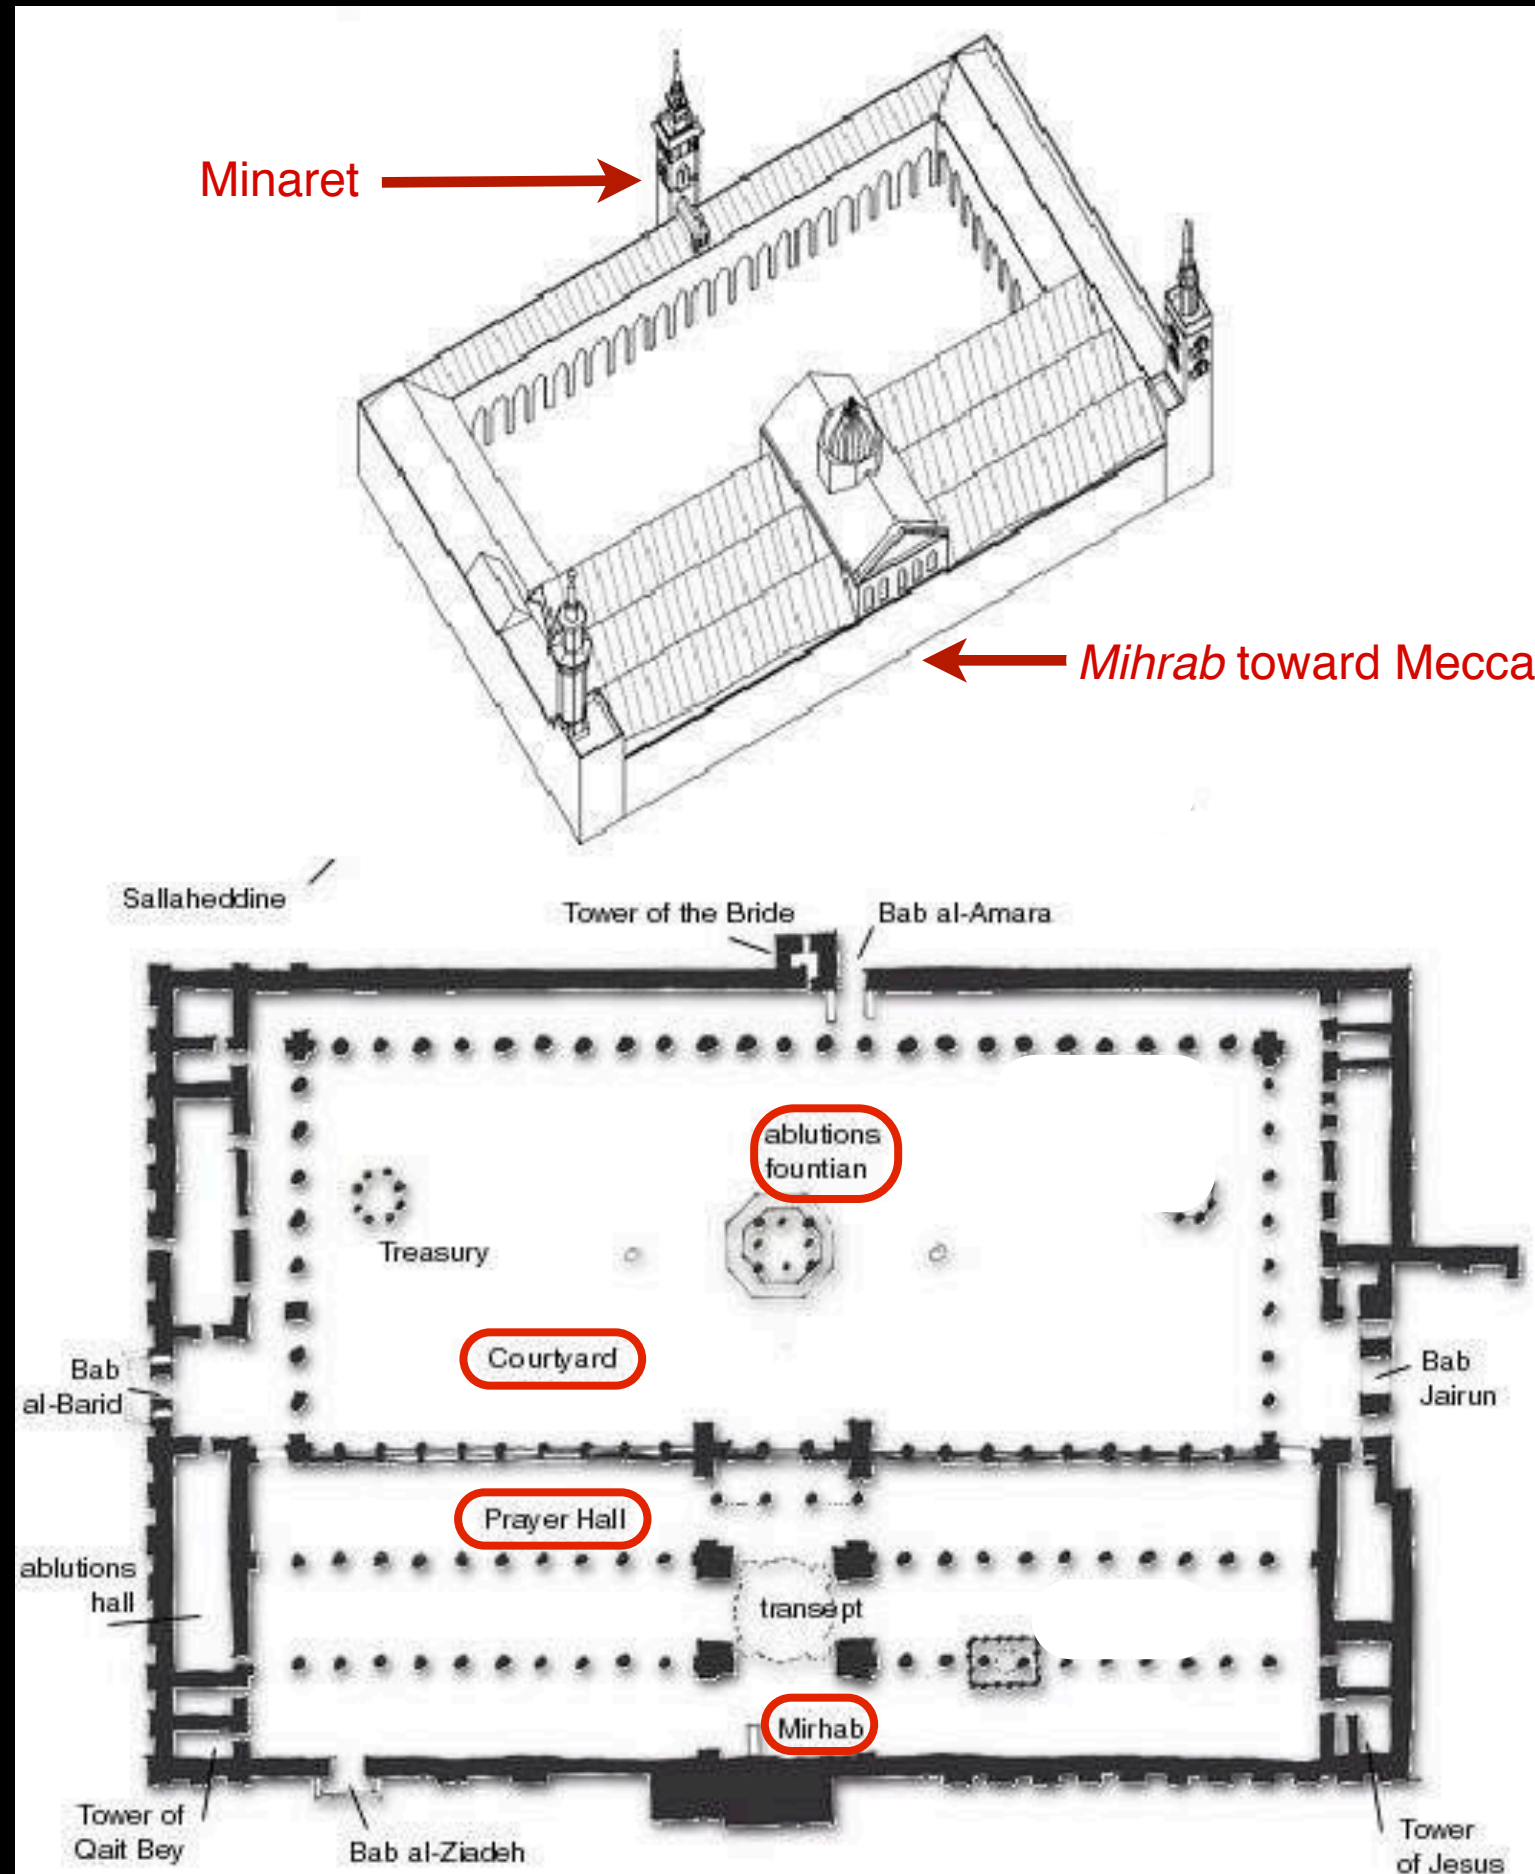 Minaret
Mihrab toward Mecca
Sallaheddine
Tower of the Bride
Bab al-Amara
ablutions
fountian
Treasury
Courtyard
Bab
al-Barid
Bab
Jairun
Prayer Hall
ablutions
hall
transept
Mirhab
Tower of
Qait Bey
Bab al-Ziadeh
Tower
of Jesus